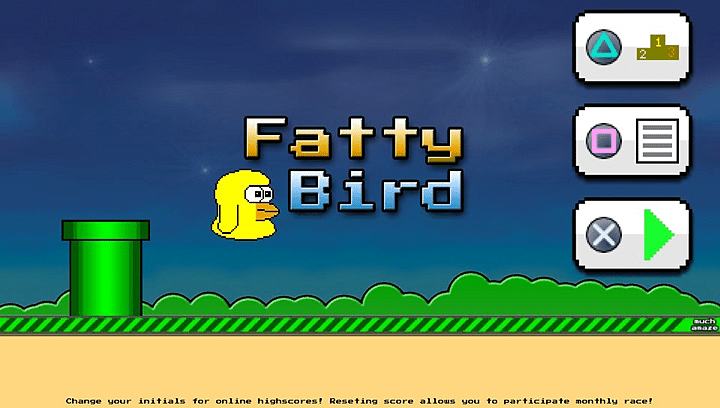 Fatty
Bird
1
2 3
much
amaze
Change your initials for online highscores! Reseting score allows you to participate monthly race!